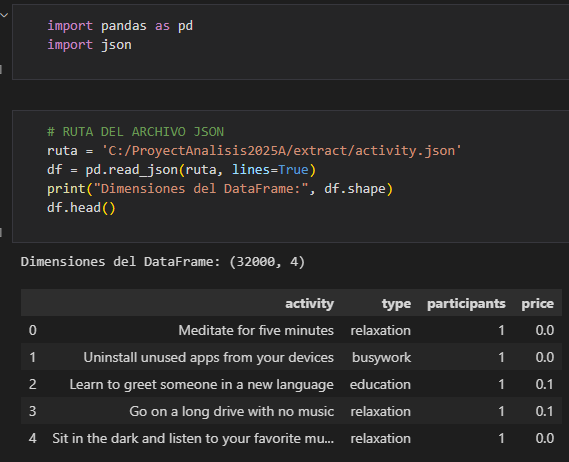 import pandas as pd
import json
# RUTA DEL ARCHIVO JSON
ruta = 'C:/ProyectAnalisis2025A/extract/activity.json'
df = pd.read_json(ruta, lines=True)
print("Dimensiones del DataFrame:", df.shape)
df.head()
Dimensiones del DataFrame: (32000, 4)
activity type participants price
0 Meditate for five minutes relaxation 1 0.0
1 Uninstall unused apps from your devices busywork 1 0.0
2 Learn to greet someone in a new language education 1 0.1
3 Go on a long drive with no music relaxation 1 0.1
4 Sit in the dark and listen to your favorite mu... relaxation 1 0.0